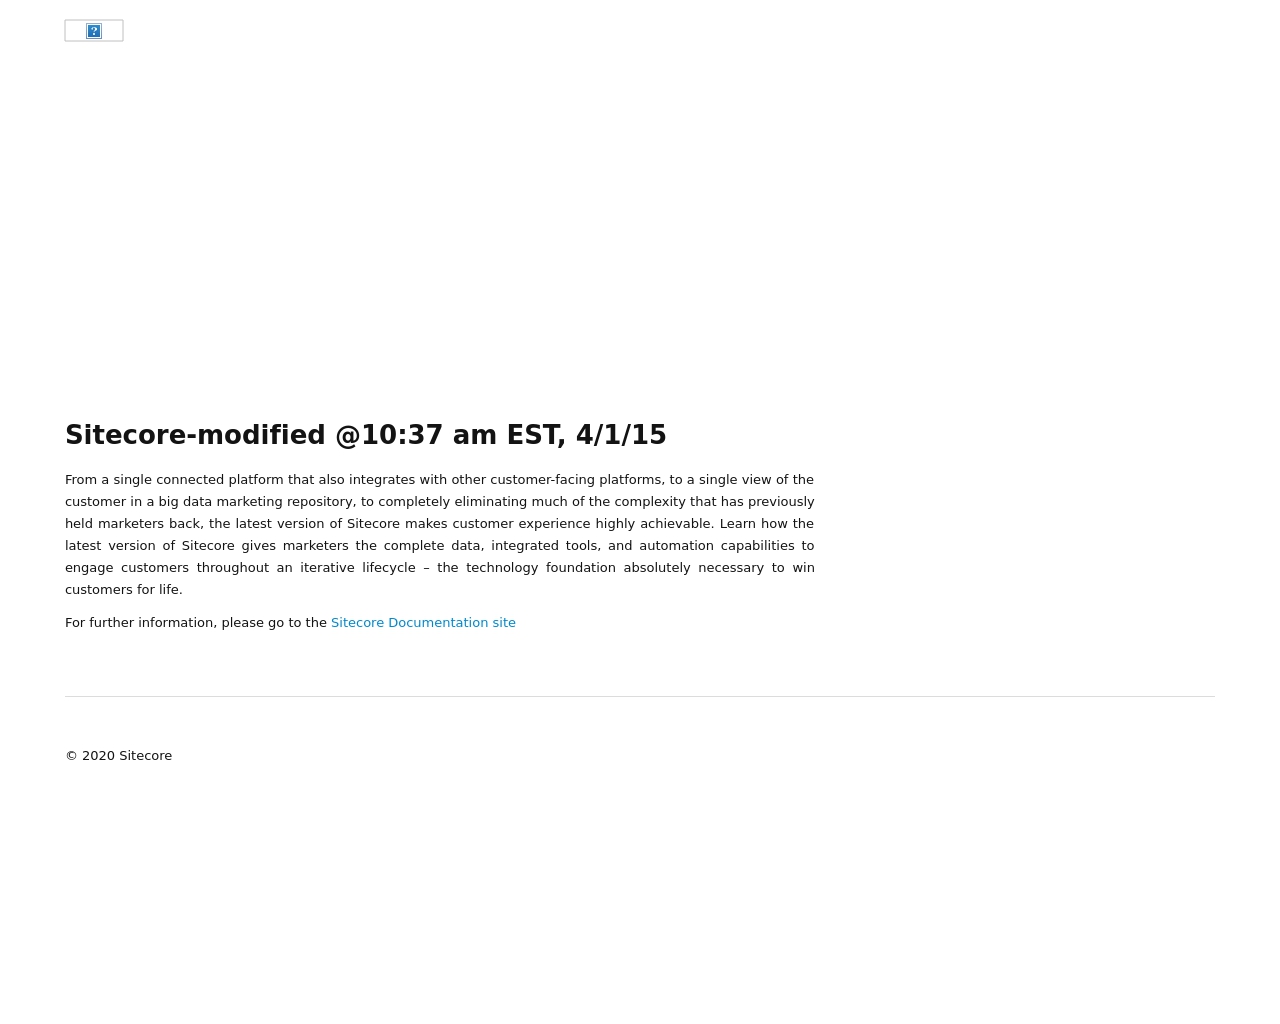 Sitecore-modified @10:37 am EST, 4/1/15
From a single connected platform that also integrates with other customer-facing platforms, to a single view of the
customer in a big data marketing repository, to completely eliminating much of the complexity that has previously
held marketers back, the latest version of Sitecore makes customer experience highly achievable. Learn how the
latest version of Sitecore gives marketers the complete data, integrated tools, and automation capabilities to
engage customers throughout an iterative lifecycle – the technology foundation absolutely necessary to win
customers for life.
For further information, please go to the Sitecore Documentation site
© 2020 Sitecore